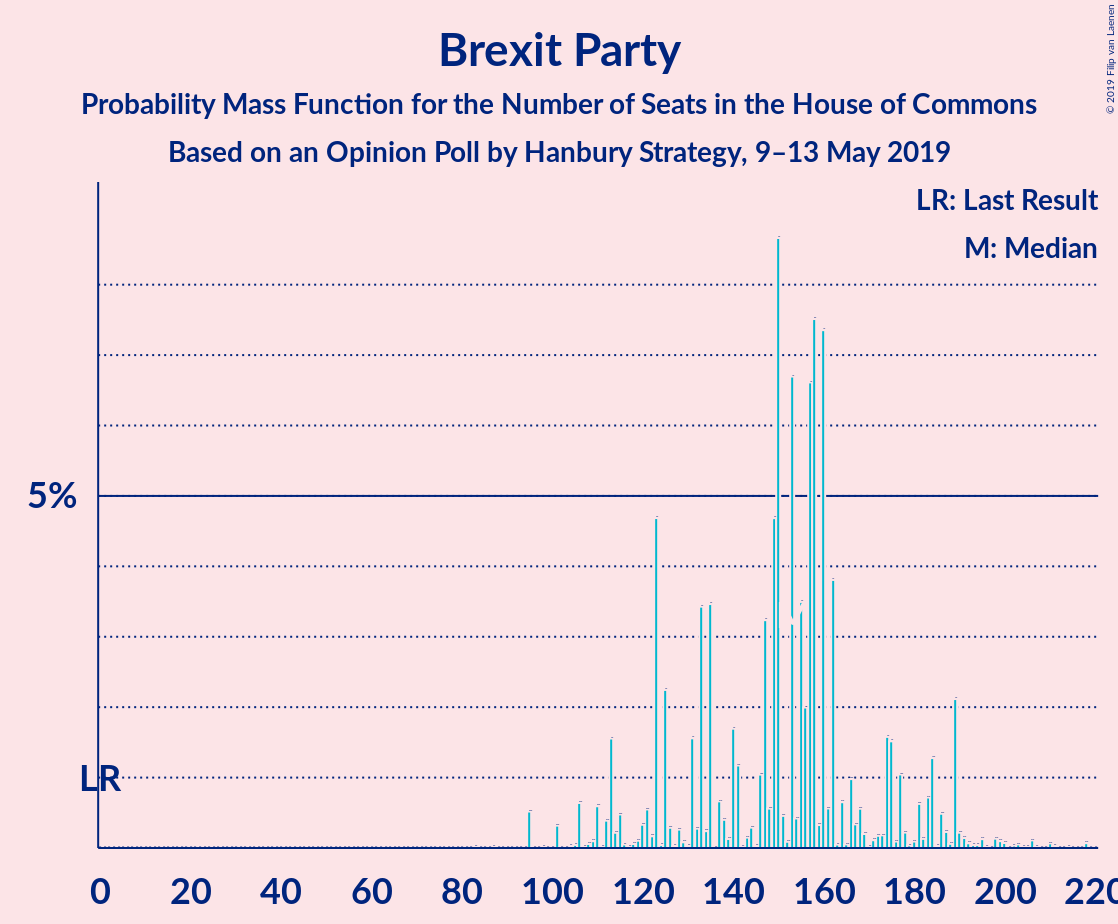 Brexit Party
Probability Mass Function for the Number of Seats in the House of Commons
Based on an Opinion Poll by Hanbury Strategy, 9–13 May 2019
© 2019 Filip van Laenen
LR: Last Result
M: Median
5%
LR
0 20 40 60 80 100 120 140 160 180 200 220